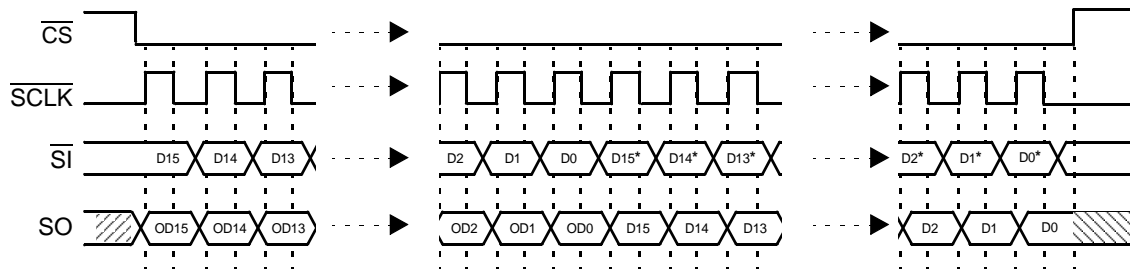 CS
SCLK
SI D15 D14 D13 D2 D1 D0 D15* D14* D13* D2* D1* D0*
SO OD15 OD14 OD13 OD2 OD1 OD0 D15 D14 D13 D2 D1 D0